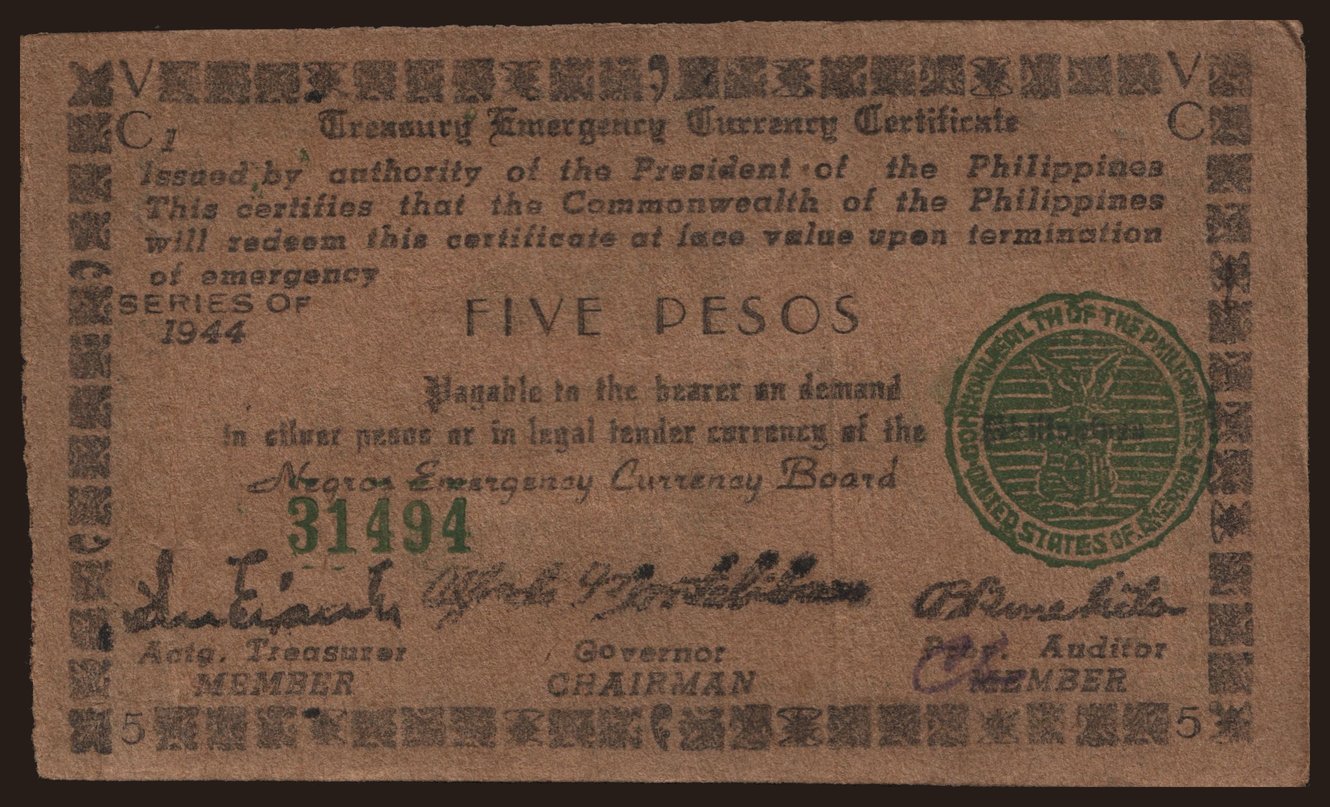 V V
C1 C
Treasury Emergency Currency Certificate
Issued by authority of the President of the Philippines
This certifies that the Commonwealth of the Philippines
will redeem this certificate at face value upon termination
of emergency
SERIES OF
1944
FIVE PESOS
COMMONWEALTH OF THE PHILIPPINES
UNITED STATES OF AMERICA
Payable to the bearer on demand
in silver pesos or in legal tender currency of the Philippines
Negros Emergency Currency Board
31494
Actg. Treasurer Governor Prov. Auditor
MEMBER CHAIRMAN MEMBER
5 5